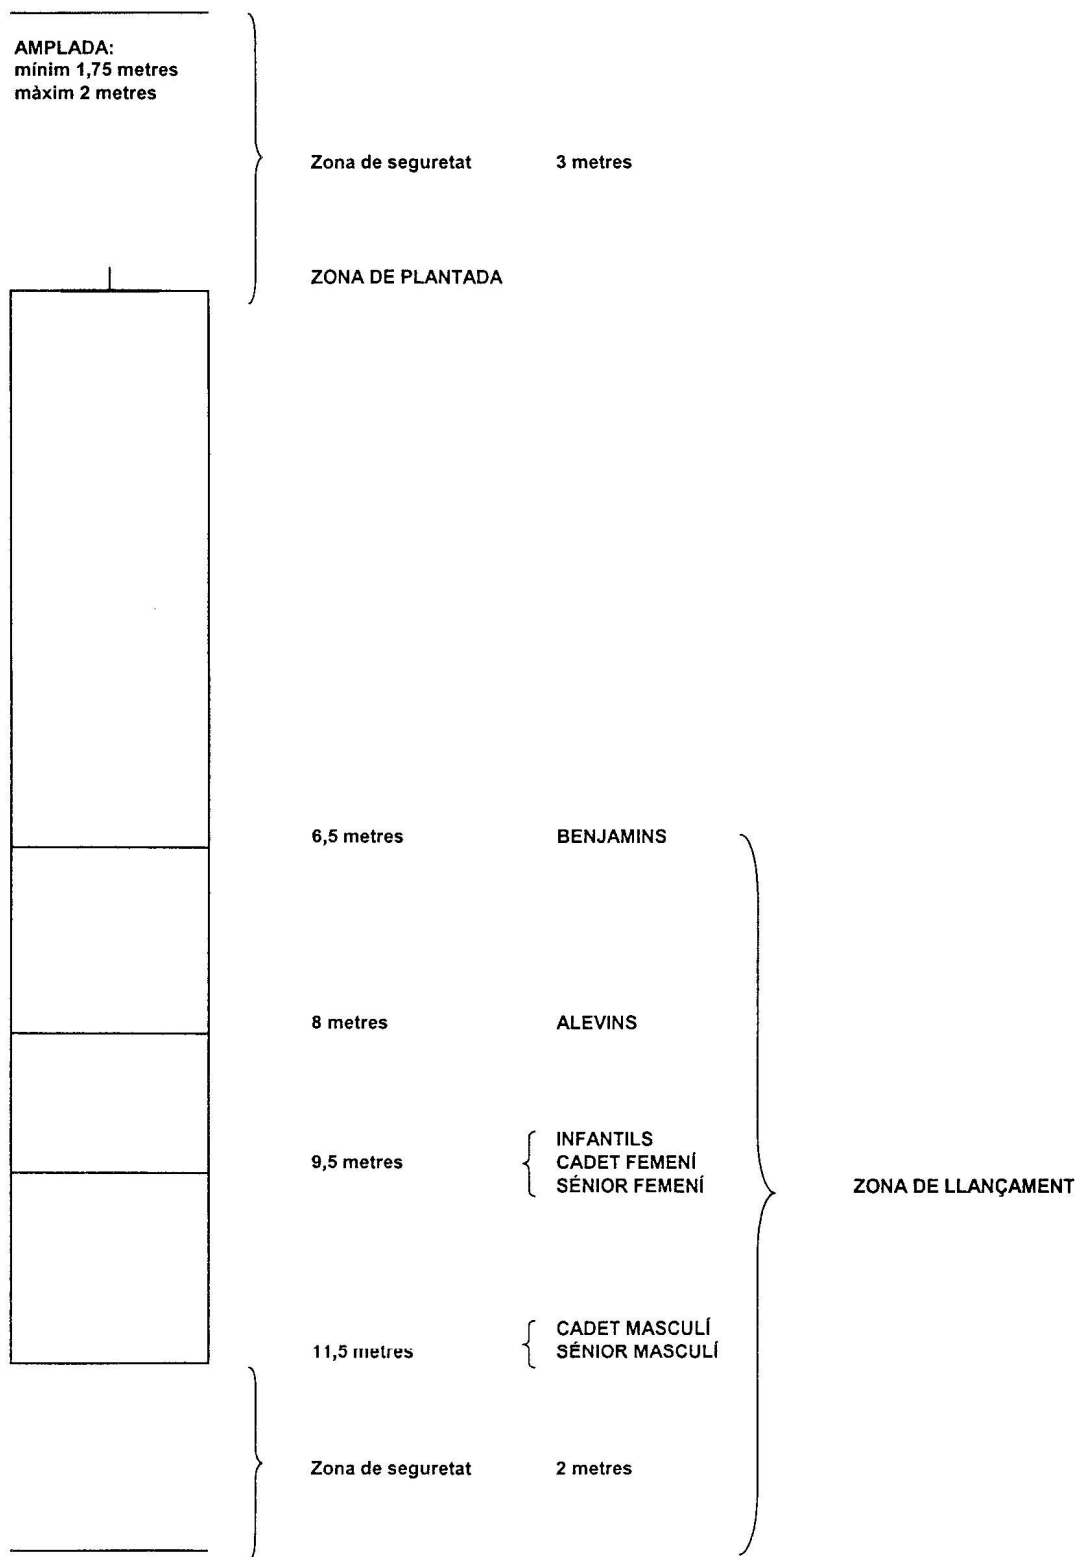 AMPLADA:
mínim 1,75 metres
màxim 2 metres
Zona de seguretat 3 metres
ZONA DE PLANTADA
6,5 metres BENJAMINS
8 metres ALEVINS
INFANTILS
9,5 metres CADET FEMENÍ
SÉNIOR FEMENÍ
ZONA DE LLANÇAMENT
CADET MASCULÍ
11,5 metres SÉNIOR MASCULÍ
Zona de seguretat 2 metres